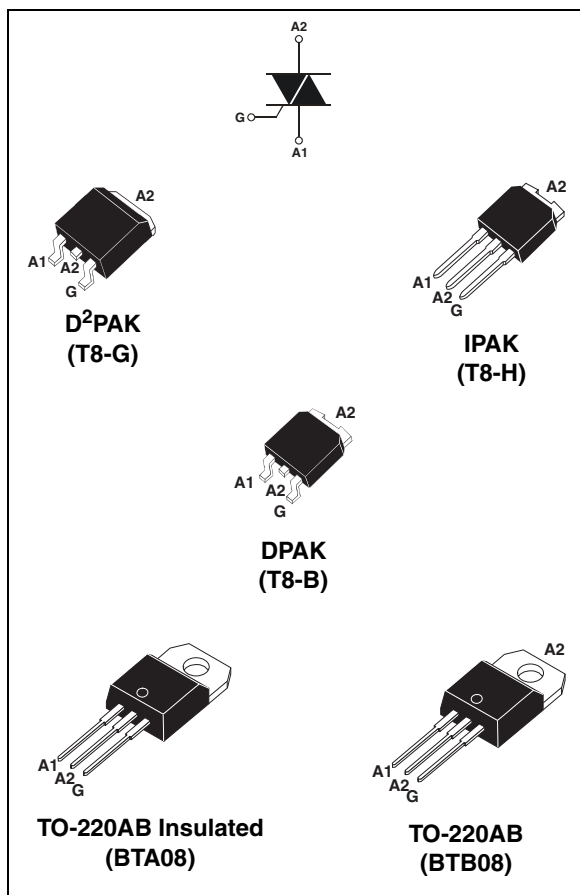 A2
G
A1
A2
A1
A2
G
D²PAK
(T8-G)
A2
A1
A2
G
IPAK
(T8-H)
A2
A1
A2
G
DPAK
(T8-B)
A1
A2
G
TO-220AB Insulated
(BTA08)
A2
A1
A2
G
TO-220AB
(BTB08)